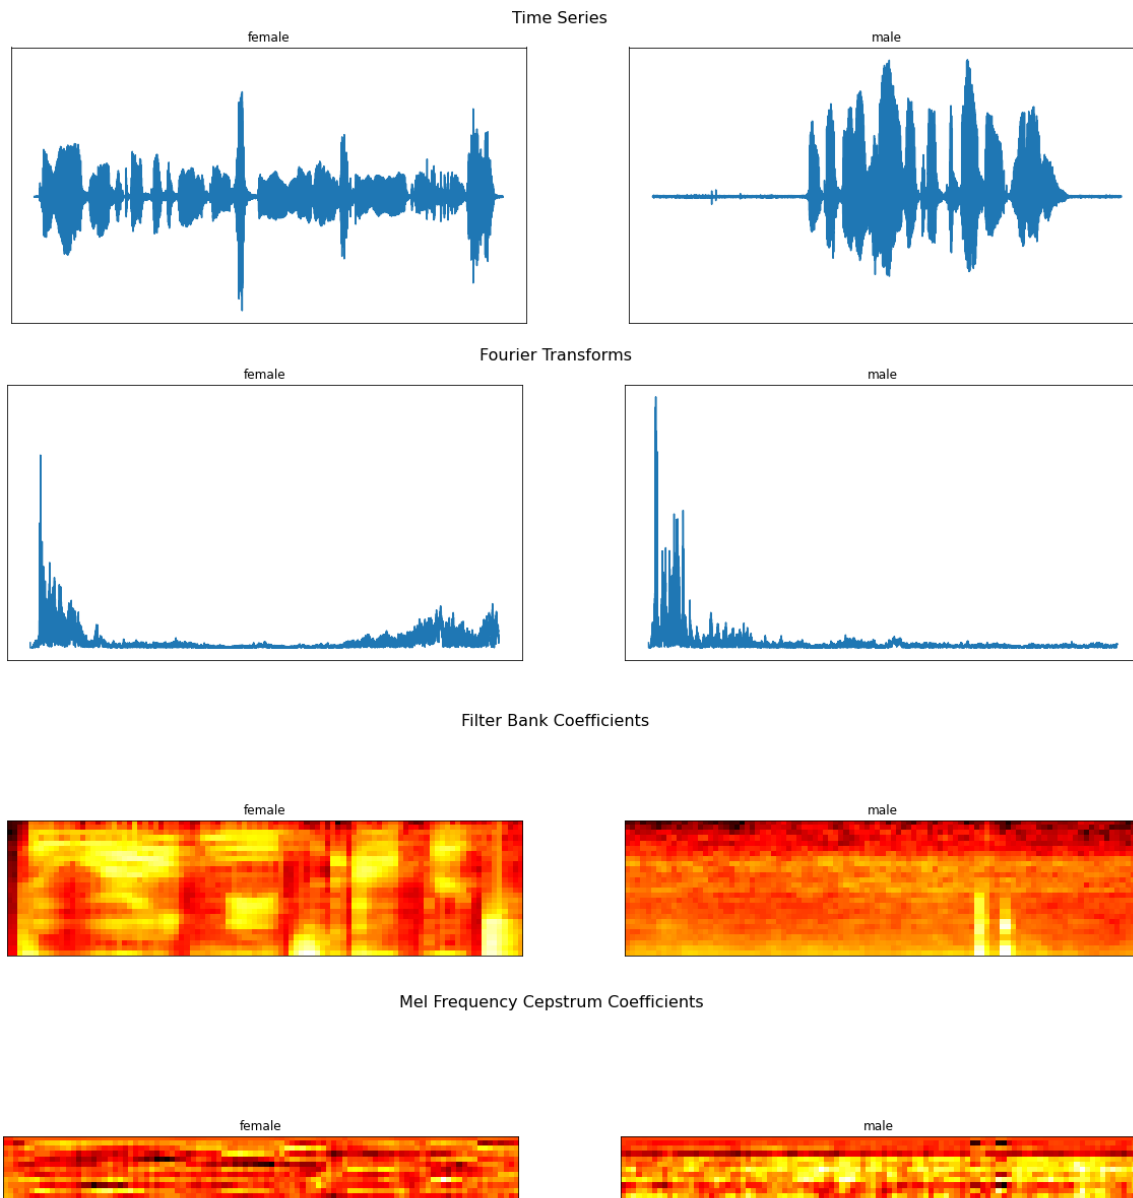 Time Series
female
male
Fourier Transforms
female
male
Filter Bank Coefficients
female
male
Mel Frequency Cepstrum Coefficients
female
male